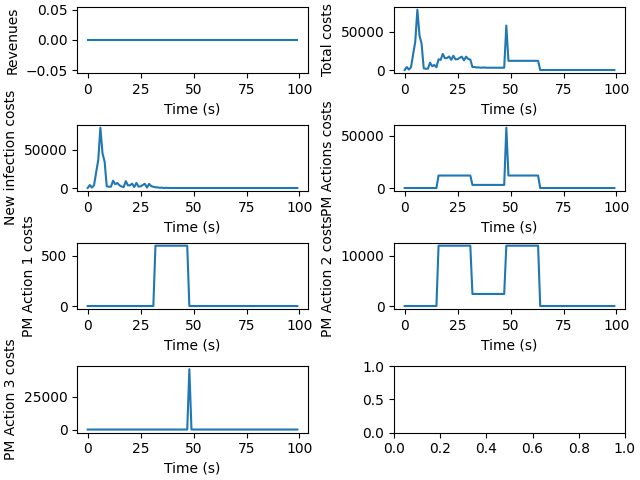 Revenues
0.05
0.00
−0.05
0 25 50 75 100
Time (s)
Total costs
50000
0
0 25 50 75 100
Time (s)
New infection costs
50000
0
0 25 50 75 100
Time (s)
PM Actions costs
50000
0
0 25 50 75 100
Time (s)
PM Action 1 costs
500
0
0 25 50 75 100
Time (s)
PM Action 2 costs
10000
0
0 25 50 75 100
Time (s)
PM Action 3 costs
25000
0
0 25 50 75 100
Time (s)
1.0
0.5
0.0
0.0 0.2 0.4 0.6 0.8 1.0